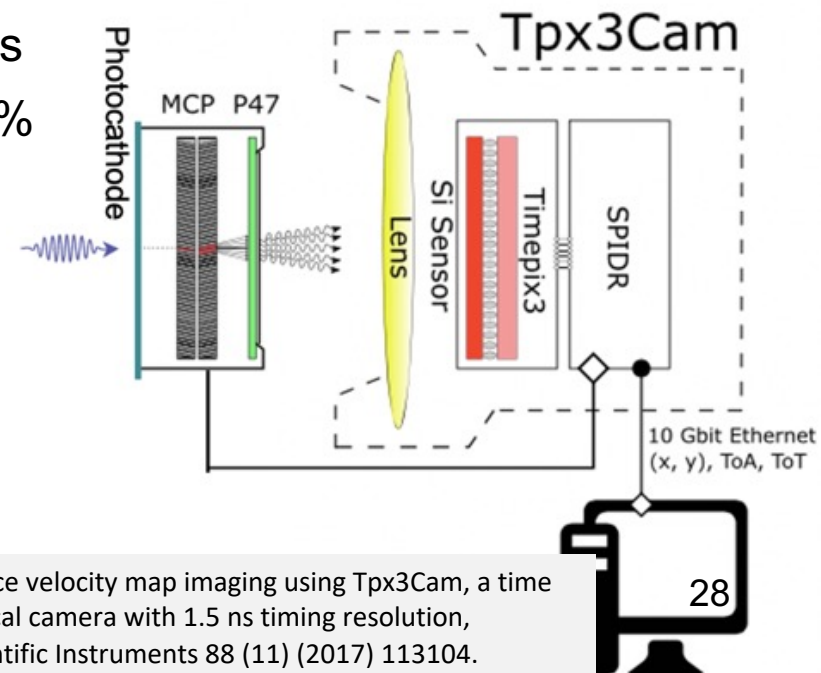 s
%
Tpx3Cam
Photocathode
MCP P47
Lens
Si Sensor
Timepix3
SPIDR
10 Gbit Ethernet
(x, y), ToA, ToT
28
ce velocity map imaging using Tpx3Cam, a time
al camera with 1.5 ns timing resolution,
ntific Instruments 88 (11) (2017) 113104.